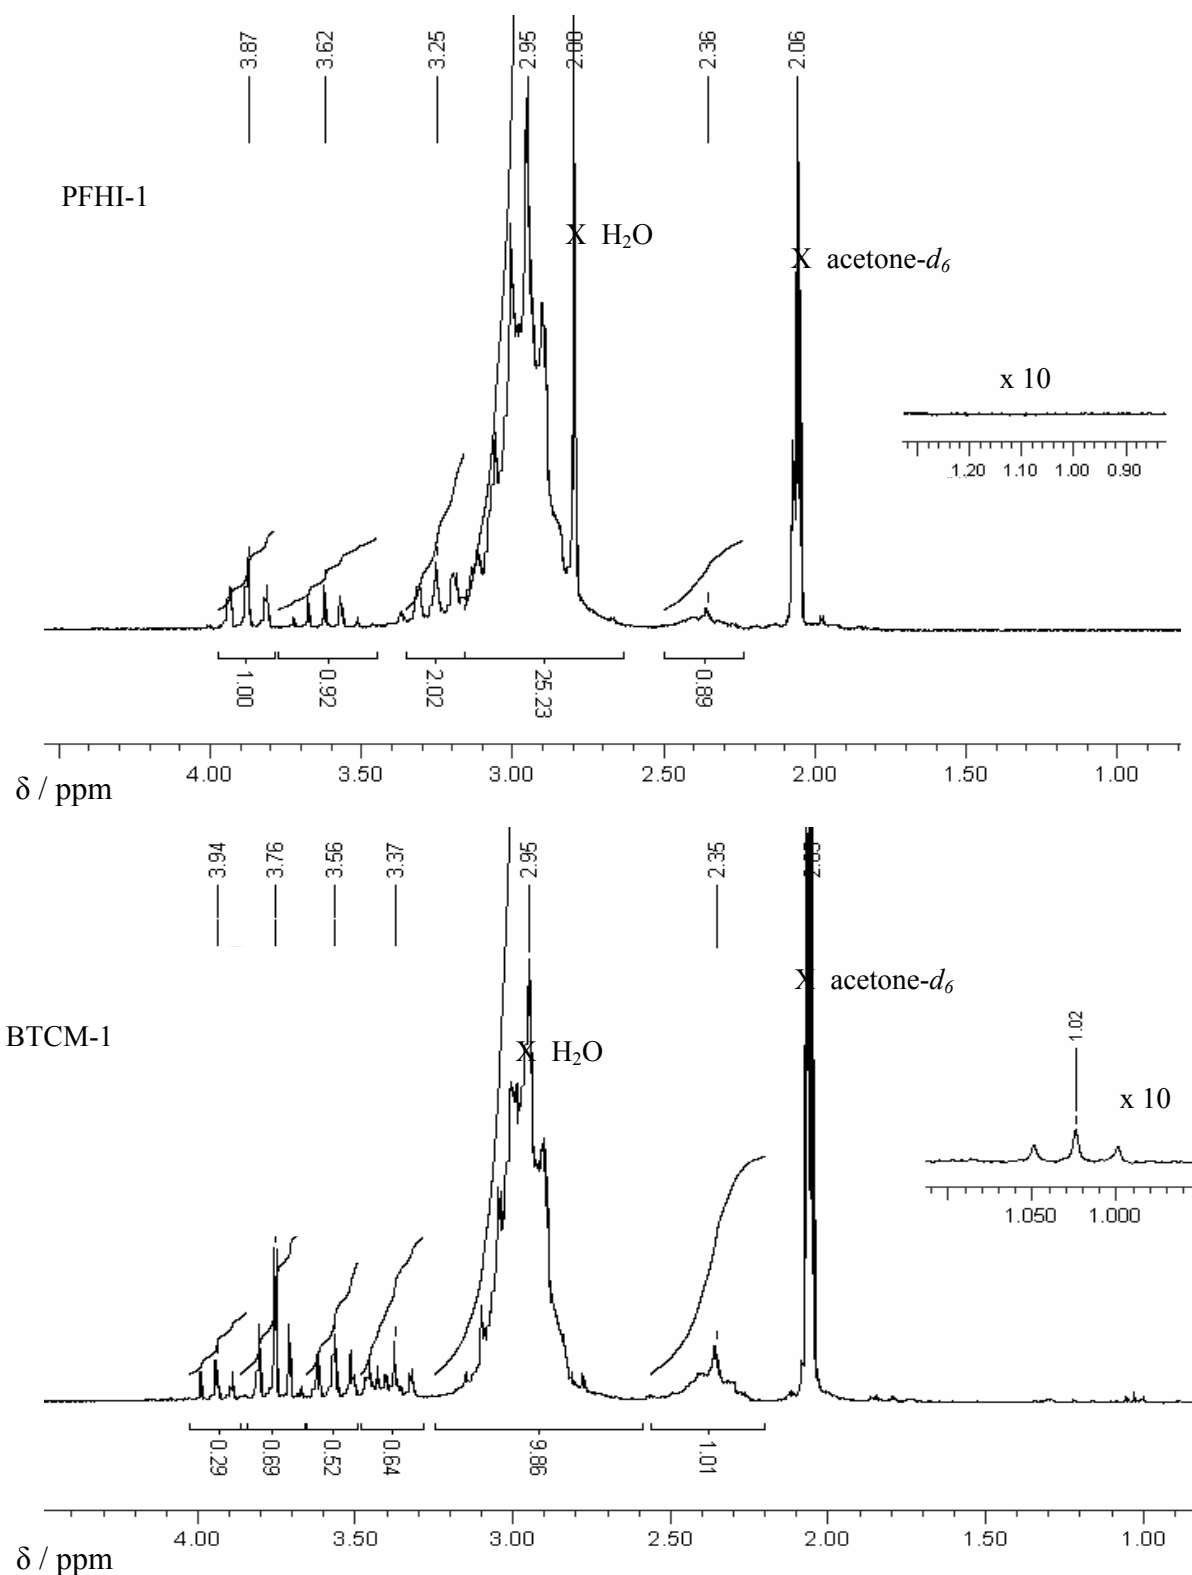 3.87 3.62 3.25 2.95 2.80 2.36 2.06
PFHI-1
X H₂O
X acetone-d₆
x 10
1.20 1.10 1.00 0.90
1.00 0.92 2.02 25.23 0.89
4.00 3.50 3.00 2.50 2.00 1.50 1.00
δ / ppm
3.94 3.76 3.56 3.37 2.95 2.35 2.05
X acetone-d₆
BTCM-1
X H₂O
1.02
x 10
1.050 1.000
0.29 0.69 0.52 0.64 9.86 1.01
4.00 3.50 3.00 2.50 2.00 1.50 1.00
δ / ppm